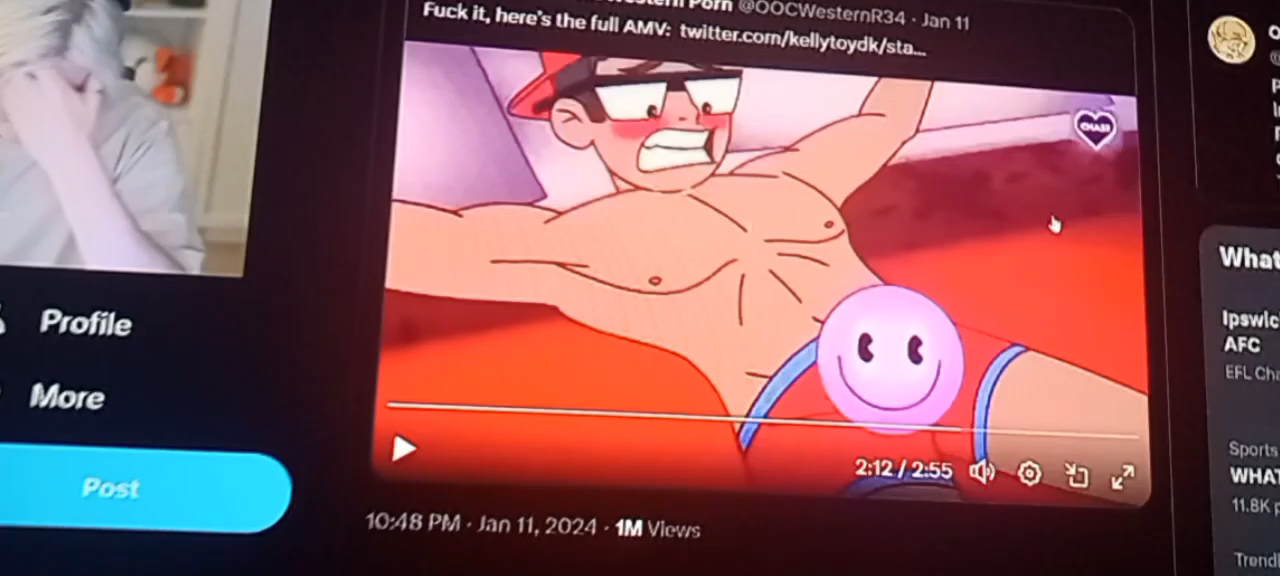 Porn @OOCWesternR34 · Jan 11
Fuck it, here's the full AMV: twitter.com/kellytoydk/sta...
CHASE
Profile
More
Post
2:12 / 2:55
10:48 PM · Jan 11, 2024 · 1M Views
What
Ipswic
AFC
EFL Cha
Sports
WHAT
11.8K p
Trend